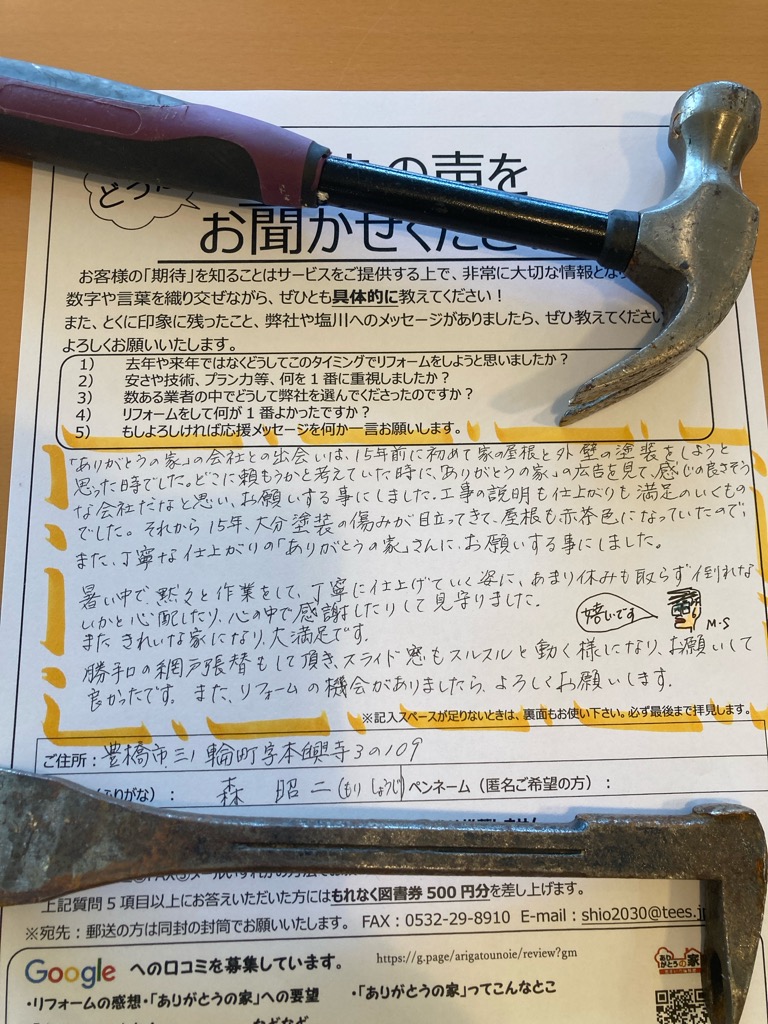 の声を
お聞かせくださ
お客様の「期待」を知ることはサービスをご提供する上で、非常に大切な情報とな
数字や言葉を織り交ぜながら、ぜひとも具体的に教えてください！
また、とくに印象に残ったこと、弊社や塩川へのメッセージがありましたら、ぜひ教えてください
よろしくお願いいたします。
1) 去年や来年ではなくどうしてこのタイミングでリフォームをしようと思いましたか？
2) 安さや技術、プラン力等、何を１番に重視しましたか？
3) 数ある業者の中でどうして弊社を選んでくださったのですか？
4) リフォームをして何が１番よかったですか？
5) もしよろしければ応援メッセージを何か一言お願いします。
「ありがとうの家」の会社との出会いは、15年前に初めて家の屋根と外壁の塗装をしようと
思った時でした。どこに頼もうかと考えていた時に、「ありがとうの家」の広告を見て、感じの良さそう
な会社だなと思い、お願いする事にしました。工事の説明も仕上がりも満足のいくもの
でした。それから15年、大分塗装の傷みが目立ってきて、屋根も赤茶色になっていたので、
また、丁寧な仕上がりの「ありがとうの家」さんに、お願いする事にしました。
暑い中で、黙々と作業をして、丁寧に仕上げていく姿に、あまり休みも取らず倒れな
いかと心配したり、心の中で感謝したりして見守りました。
また きれいな家になり、大満足です。
嬉しいです
M.S
勝手口の網戸張替もして頂き、スライド窓もスルスルと動く様になり、お願いして
良かったです。また、リフォームの機会がありましたら、よろしくお願いします。
※記入スペースが足りないときは、裏面もお使い下さい。必ず最後まで拝見します。
ご住所：豊橋市三ノ輪町字本興寺3の109
りがな）： 森 昭二（もり しょうじ） ペンネーム（匿名ご希望の方）：
上記質問５項目以上にお答えいただいた方にはもれなく図書券 500 円分を差し上げます。
※宛先：郵送の方は同封の封筒でお願いいたします。 FAX：0532-29-8910 E-mail：shio2030@tees.j
Google への口コミを募集しています。 https://g.page/arigatounoie/review?gm
ありがとうの家
・リフォームの感想・「ありがとうの家」への要望 ・「ありがとうの家」ってこんなとこ
などなど